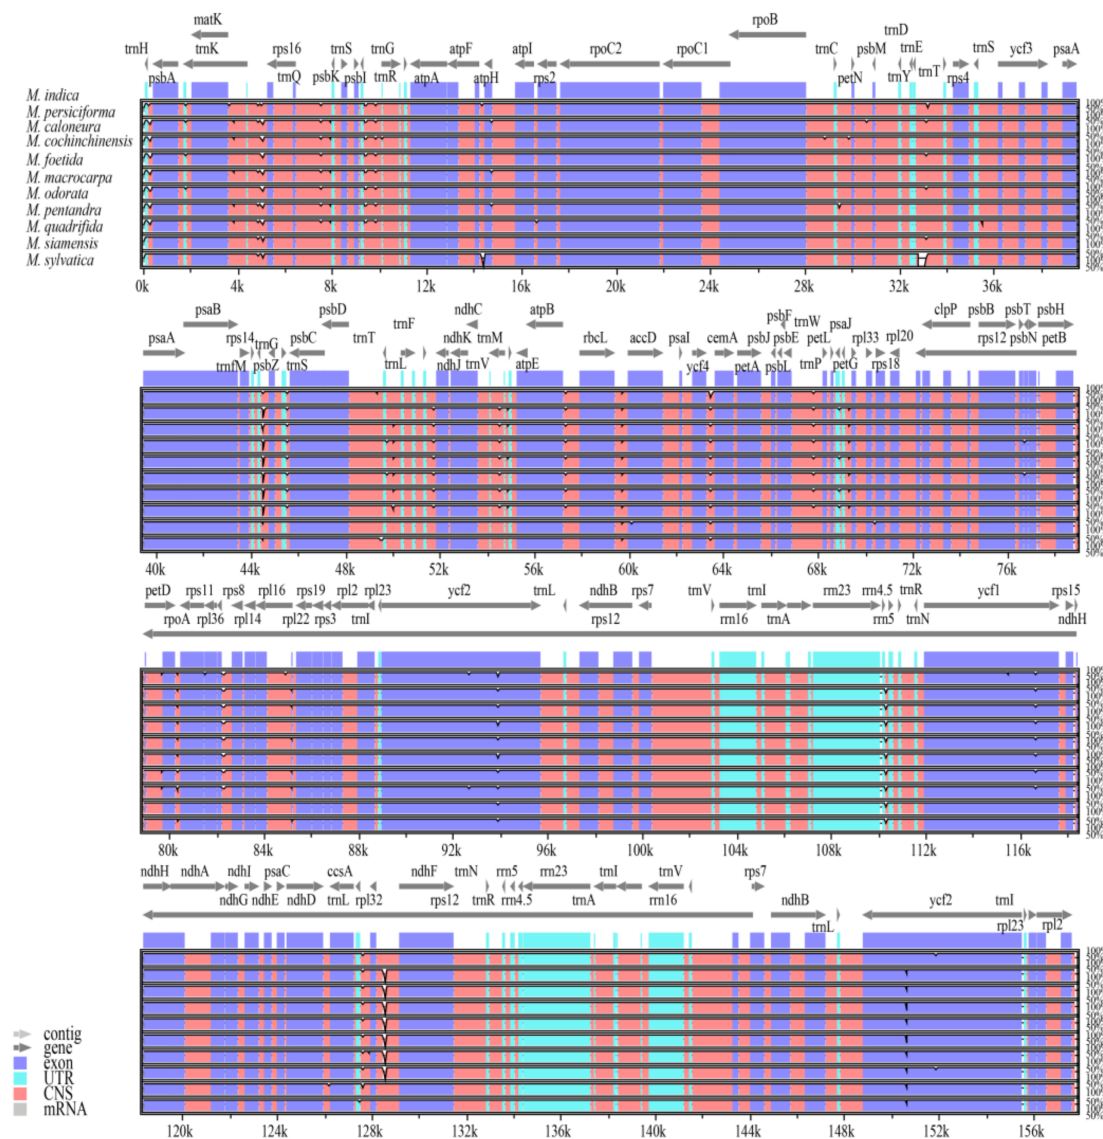 matK rpoB trnD
trnH trnK rps16 trnS trnG atpF atpI rpoC2 rpoC1 trnC psbM trnE trnS ycf3 psaA
psbA trnQ psbK psbI trnR atpA atpH rps2 petN trnY trnT rps4
M. indica
M. persiciforma
M. caloneura
M. cochinchinensis
M. foetida
M. macrocarpa
M. odorata
M. pentandra
M. quadrifida
M. siamensis
M. sylvatica
100%
50%
0k 4k 8k 12k 16k 20k 24k 28k 32k 36k
psaB psbD trnF ndhC atpB psbF trnW psaJ clpP psbB psbT psbH
psaA rps14 trnG psbC trnT ndhK trnM rbcL accD psaI cemA psbJ psbE petL rpl33 rpl20 rps12 psbN petB
trnfM psbZ trnS trnL ndhJ trnV atpE ycf4 petA psbL trnP petG rps18
100%
50%
40k 44k 48k 52k 56k 60k 64k 68k 72k 76k
petD rps11 rps8 rpl16 rps19 rpl2 rpl23 ycf2 trnL ndhB rps7 trnV trnI rrn23 rrn4.5 trnR ycf1 rps15
rpoA rpl36 rpl14 rpl22 rps3 trnI rps12 rrn16 trnA rrn5 trnN ndhH
100%
50%
80k 84k 88k 92k 96k 100k 104k 108k 112k 116k
ndhH ndhA ndhI psaC ccsA ndhF trnN rrn5 rrn23 trnI trnV rps7 trnI
ndhG ndhE ndhD trnL rpl32 rps12 trnR rrn4.5 trnA rrn16 ndhB ycf2 rpl23 rpl2
trnL
100%
50%
contig
gene
exon
UTR
CNS
mRNA
120k 124k 128k 132k 136k 140k 144k 148k 152k 156k